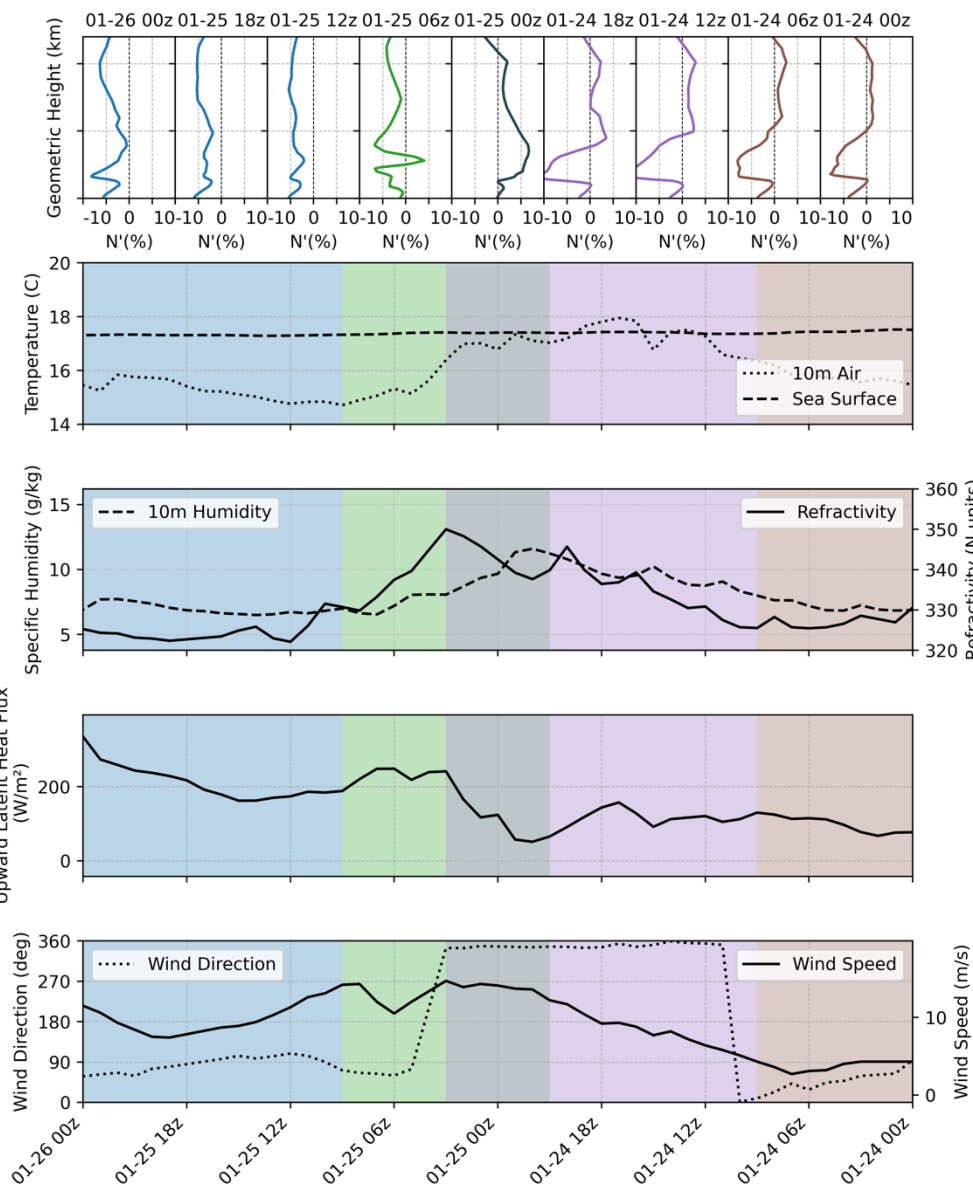 01-26 00z 01-25 18z 01-25 12z 01-25 06z 01-25 00z 01-24 18z 01-24 12z 01-24 06z 01-24 00z
Geometric Height (km)
-10 0 10-10 0 10-10 0 10-10 0 10-10 0 10-10 0 10-10 0 10-10 0 10-10 0 10
N'(%) N'(%) N'(%) N'(%) N'(%) N'(%) N'(%) N'(%) N'(%)
Temperature (C)
20
18
16
14
10m Air
Sea Surface
Specific Humidity (g/kg)
15
10
5
10m Humidity
Refractivity
360
350
340
330
320
Refractivity (N-units)
Upward Latent Heat Flux
(W/m²)
200
0
Wind Direction (deg)
360
270
180
90
0
Wind Direction
Wind Speed
10
0
Wind Speed (m/s)
01-26 00z
01-25 18z
01-25 12z
01-25 06z
01-25 00z
01-24 18z
01-24 12z
01-24 06z
01-24 00z